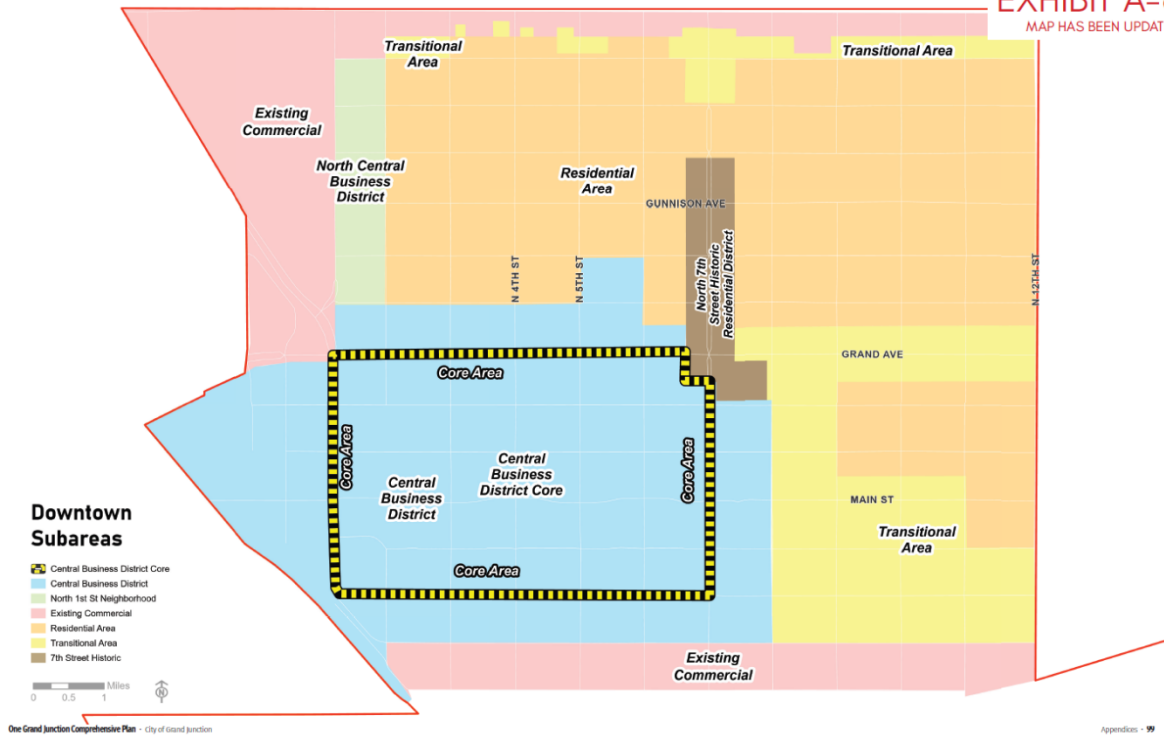 EXHIBIT A-
MAP HAS BEEN UPDAT
Transitional
Area
Transitional Area
Existing
Commercial
North Central
Business
District
Residential
Area
GUNNISON AVE
North 7th
Street Historic
Residential District
N 4TH ST
N 5TH ST
N 12TH ST
GRAND AVE
Core Area
Core Area
Core Area
Central
Business
District Core
Central
Business
District
MAIN ST
Transitional
Area
Core Area
Existing
Commercial
Downtown
Subareas
Central Business District Core
Central Business District
North 1st St Neighborhood
Existing Commercial
Residential Area
Transitional Area
7th Street Historic
Miles
0 0.5 1
N
One Grand Junction Comprehensive Plan - City of Grand Junction
Appendices - 99